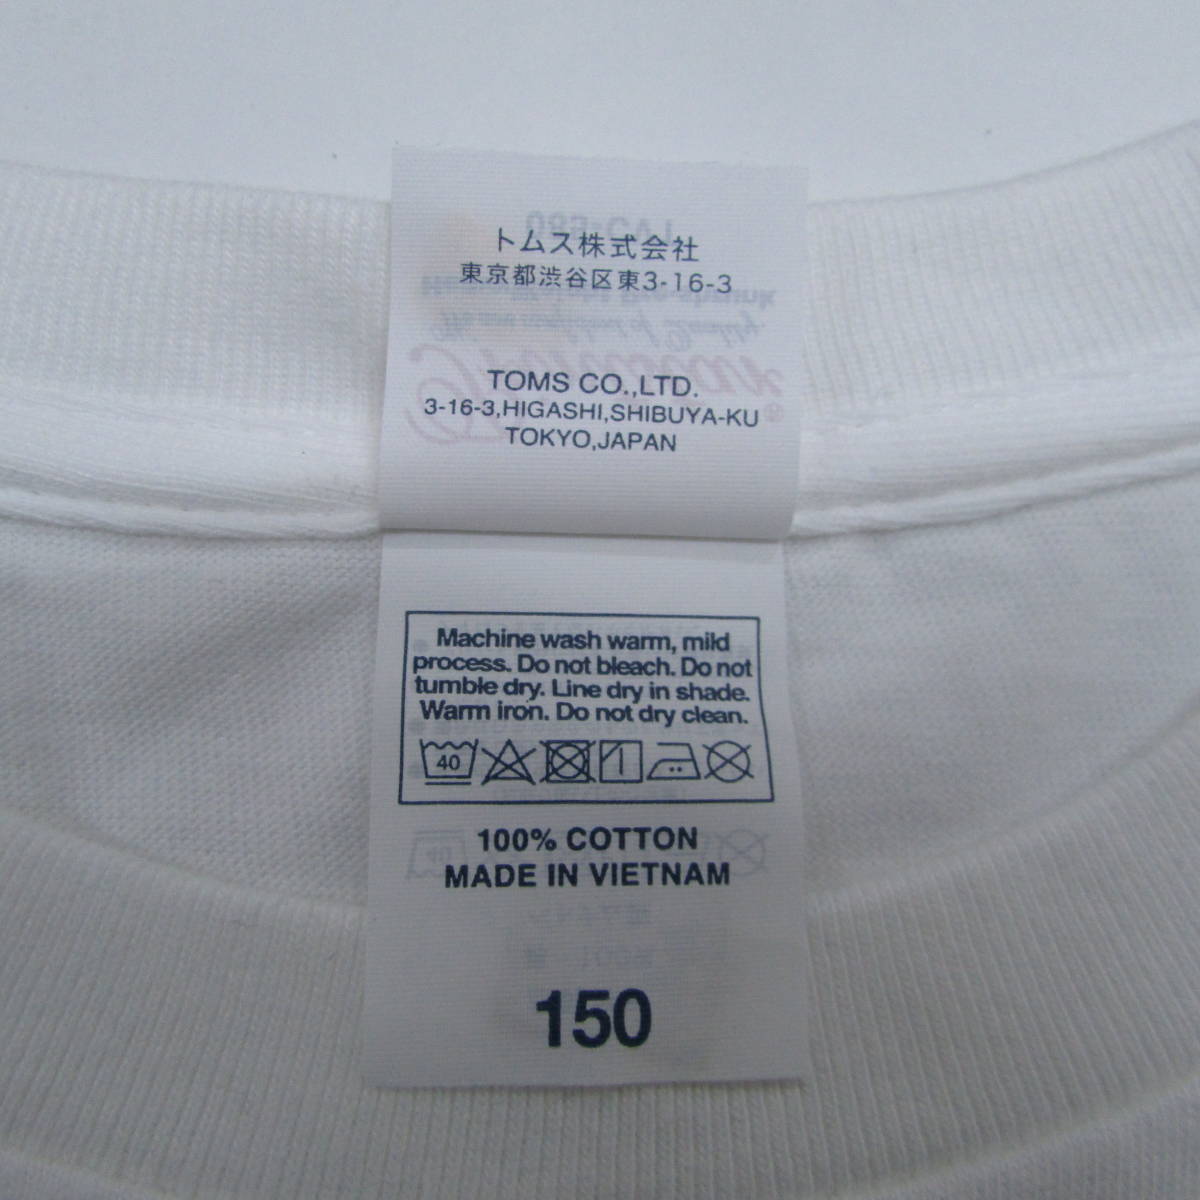 トムス株式会社
東京都渋谷区東3-16-3
TOMS CO.,LTD.
3-16-3,HIGASHI,SHIBUYA-KU
TOKYO,JAPAN
Machine wash warm, mild
process. Do not bleach. Do not
tumble dry. Line dry in shade.
Warm iron. Do not dry clean.
40
100% COTTON
MADE IN VIETNAM
150